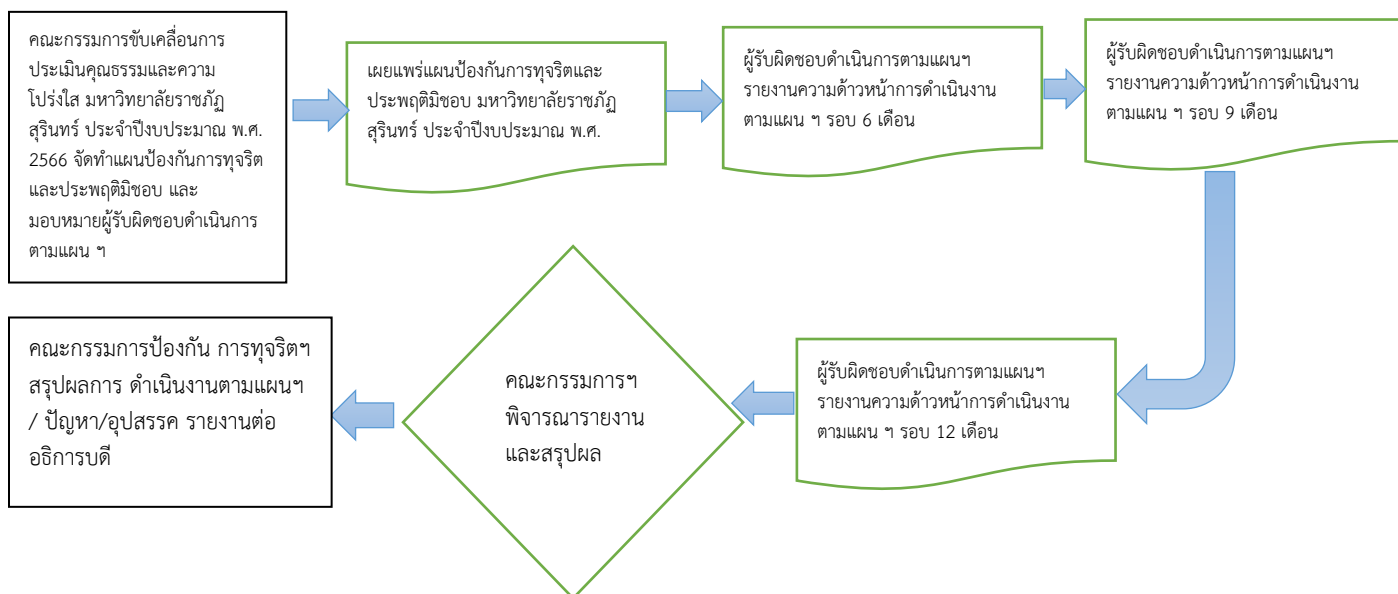 คณะกรรมการขับเคลื่อนการ
ประเมินคุณธรรมและความ
โปร่งใส มหาวิทยาลัยราชภัฏ
สุรินทร์ ประจำปีงบประมาณ พ.ศ.
2566 จัดทำแผนป้องกันการทุจริต
และประพฤติมิชอบ และ
มอบหมายผู้รับผิดชอบดำเนินการ
ตามแผน ฯ
เผยแพร่แผนป้องกันการทุจริตและ
ประพฤติมิชอบ มหาวิทยาลัยราชภัฏ
สุรินทร์ ประจำปีงบประมาณ พ.ศ.
ผู้รับผิดชอบดำเนินการตามแผนฯ
รายงานความด้าวหน้าการดำเนินงาน
ตามแผน ฯ รอบ 6 เดือน
ผู้รับผิดชอบดำเนินการตามแผนฯ
รายงานความด้าวหน้าการดำเนินงาน
ตามแผน ฯ รอบ 9 เดือน
ผู้รับผิดชอบดำเนินการตามแผนฯ
รายงานความด้าวหน้าการดำเนินงาน
ตามแผน ฯ รอบ 12 เดือน
คณะกรรมการฯ
พิจารณารายงาน
และสรุปผล
คณะกรรมการป้องกัน การทุจริตฯ
สรุปผลการ ดำเนินงานตามแผนฯ
/ ปัญหา/อุปสรรค รายงานต่อ
อธิการบดี